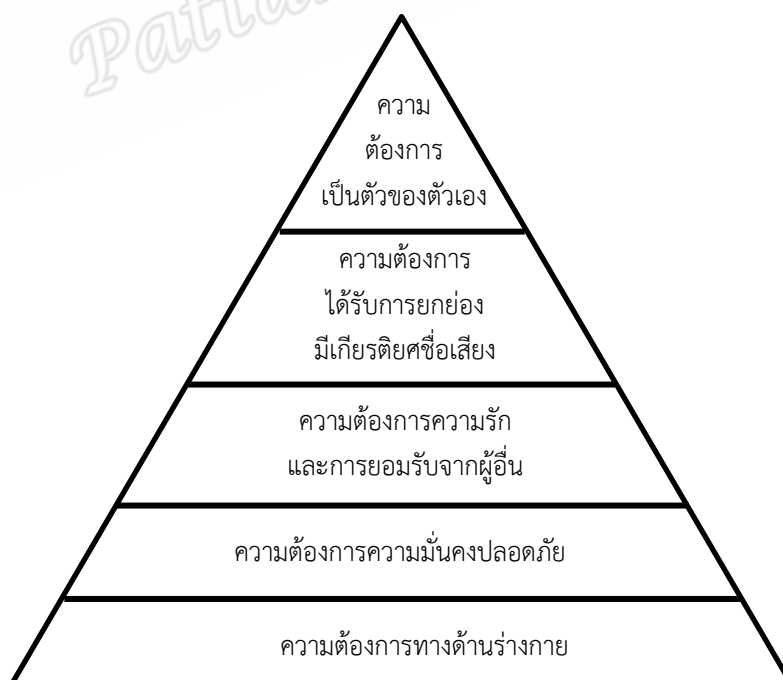 ความ
ต้องการ
เป็นตัวของตัวเอง
ความต้องการ
ได้รับการยกย่อง
มีเกียรติยศชื่อเสียง
ความต้องการความรัก
และการยอมรับจากผู้อื่น
ความต้องการความมั่นคงปลอดภัย
ความต้องการทางด้านร่างกาย